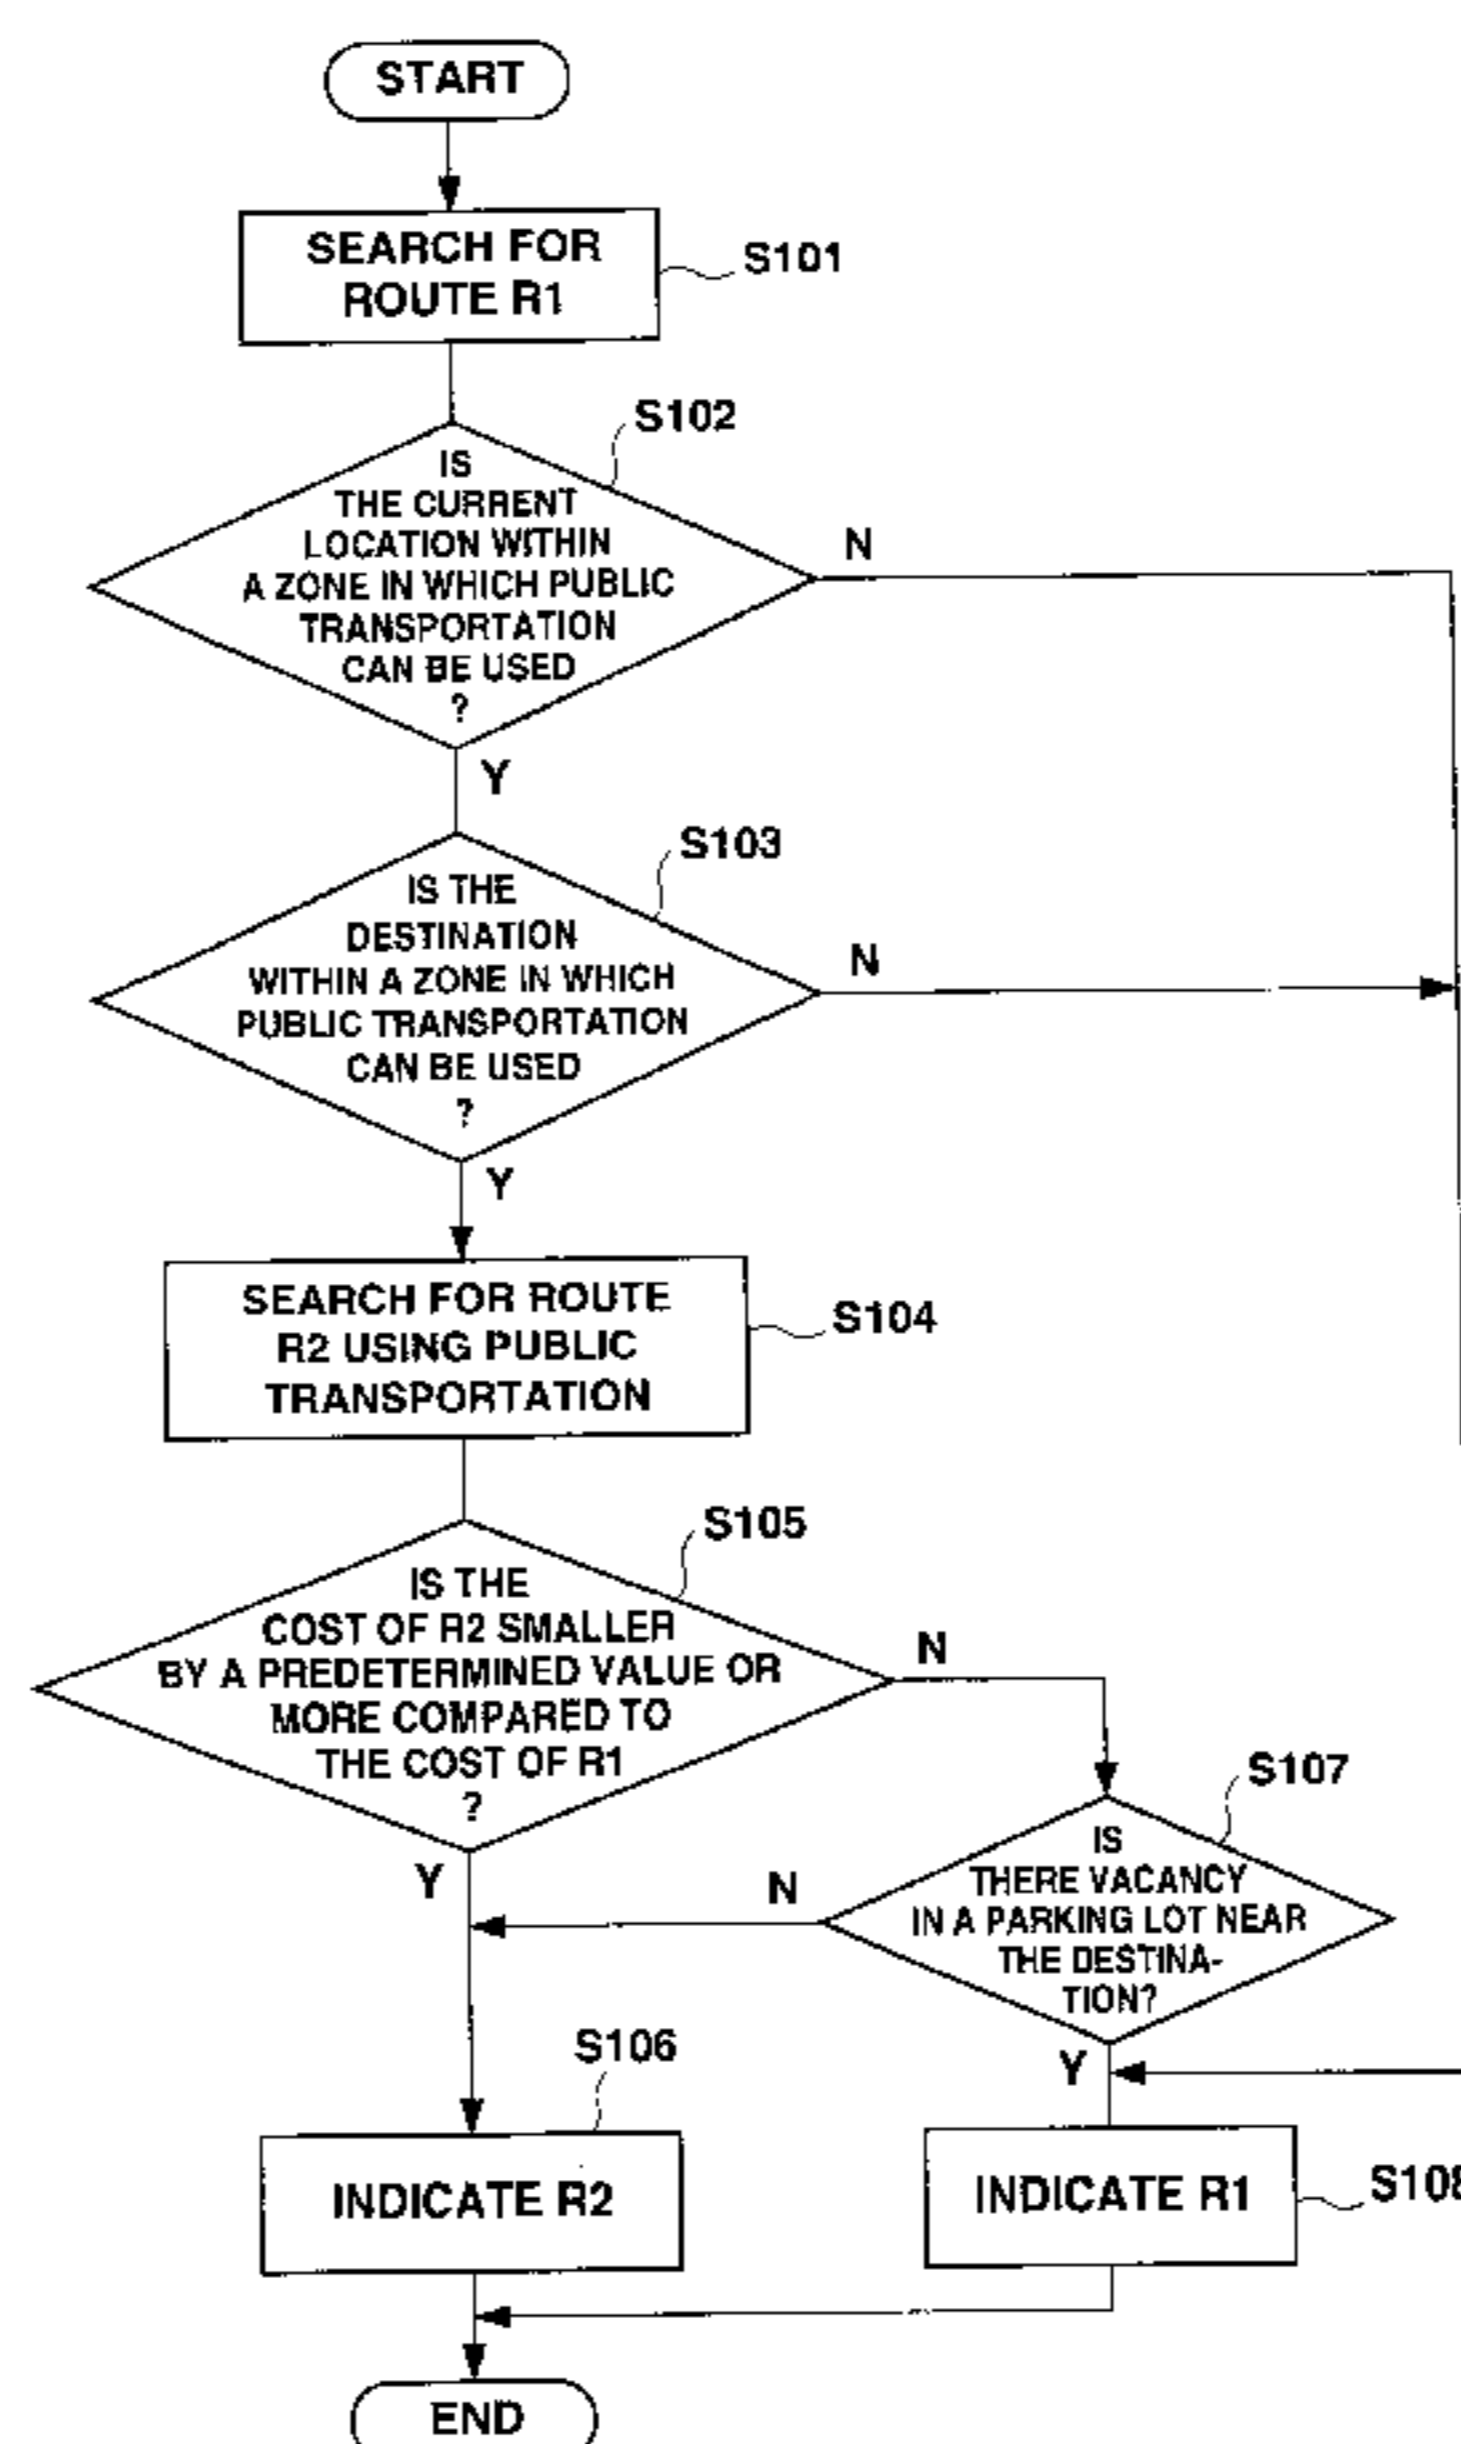 START
SEARCH FOR
ROUTE R1
S101
S102
IS
THE CURRENT
LOCATION WITHIN
A ZONE IN WHICH PUBLIC
TRANSPORTATION
CAN BE USED
?
N
Y
S103
IS THE
DESTINATION
WITHIN A ZONE IN WHICH
PUBLIC TRANSPORTATION
CAN BE USED
?
N
Y
SEARCH FOR ROUTE
R2 USING PUBLIC
TRANSPORTATION
S104
S105
IS THE
COST OF R2 SMALLER
BY A PREDETERMINED VALUE OR
MORE COMPARED TO
THE COST OF R1
?
N
Y
S107
IS
THERE VACANCY
IN A PARKING LOT NEAR
THE DESTINA-
TION?
N
Y
S106
INDICATE R2
INDICATE R1
S108
END